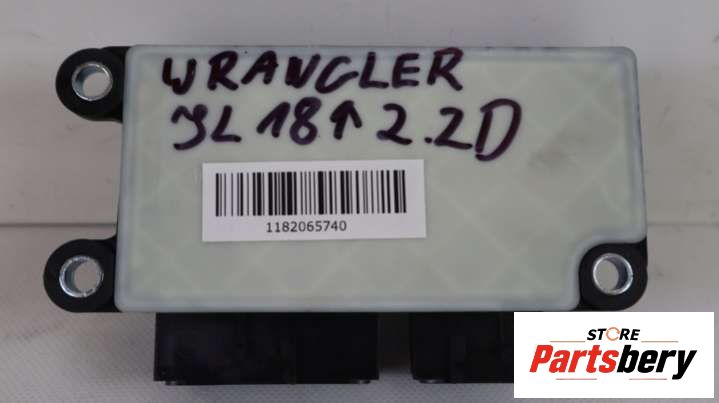 WRANGLER
JL 18↑ 2.2D
1182065740
STORE
Partsbery